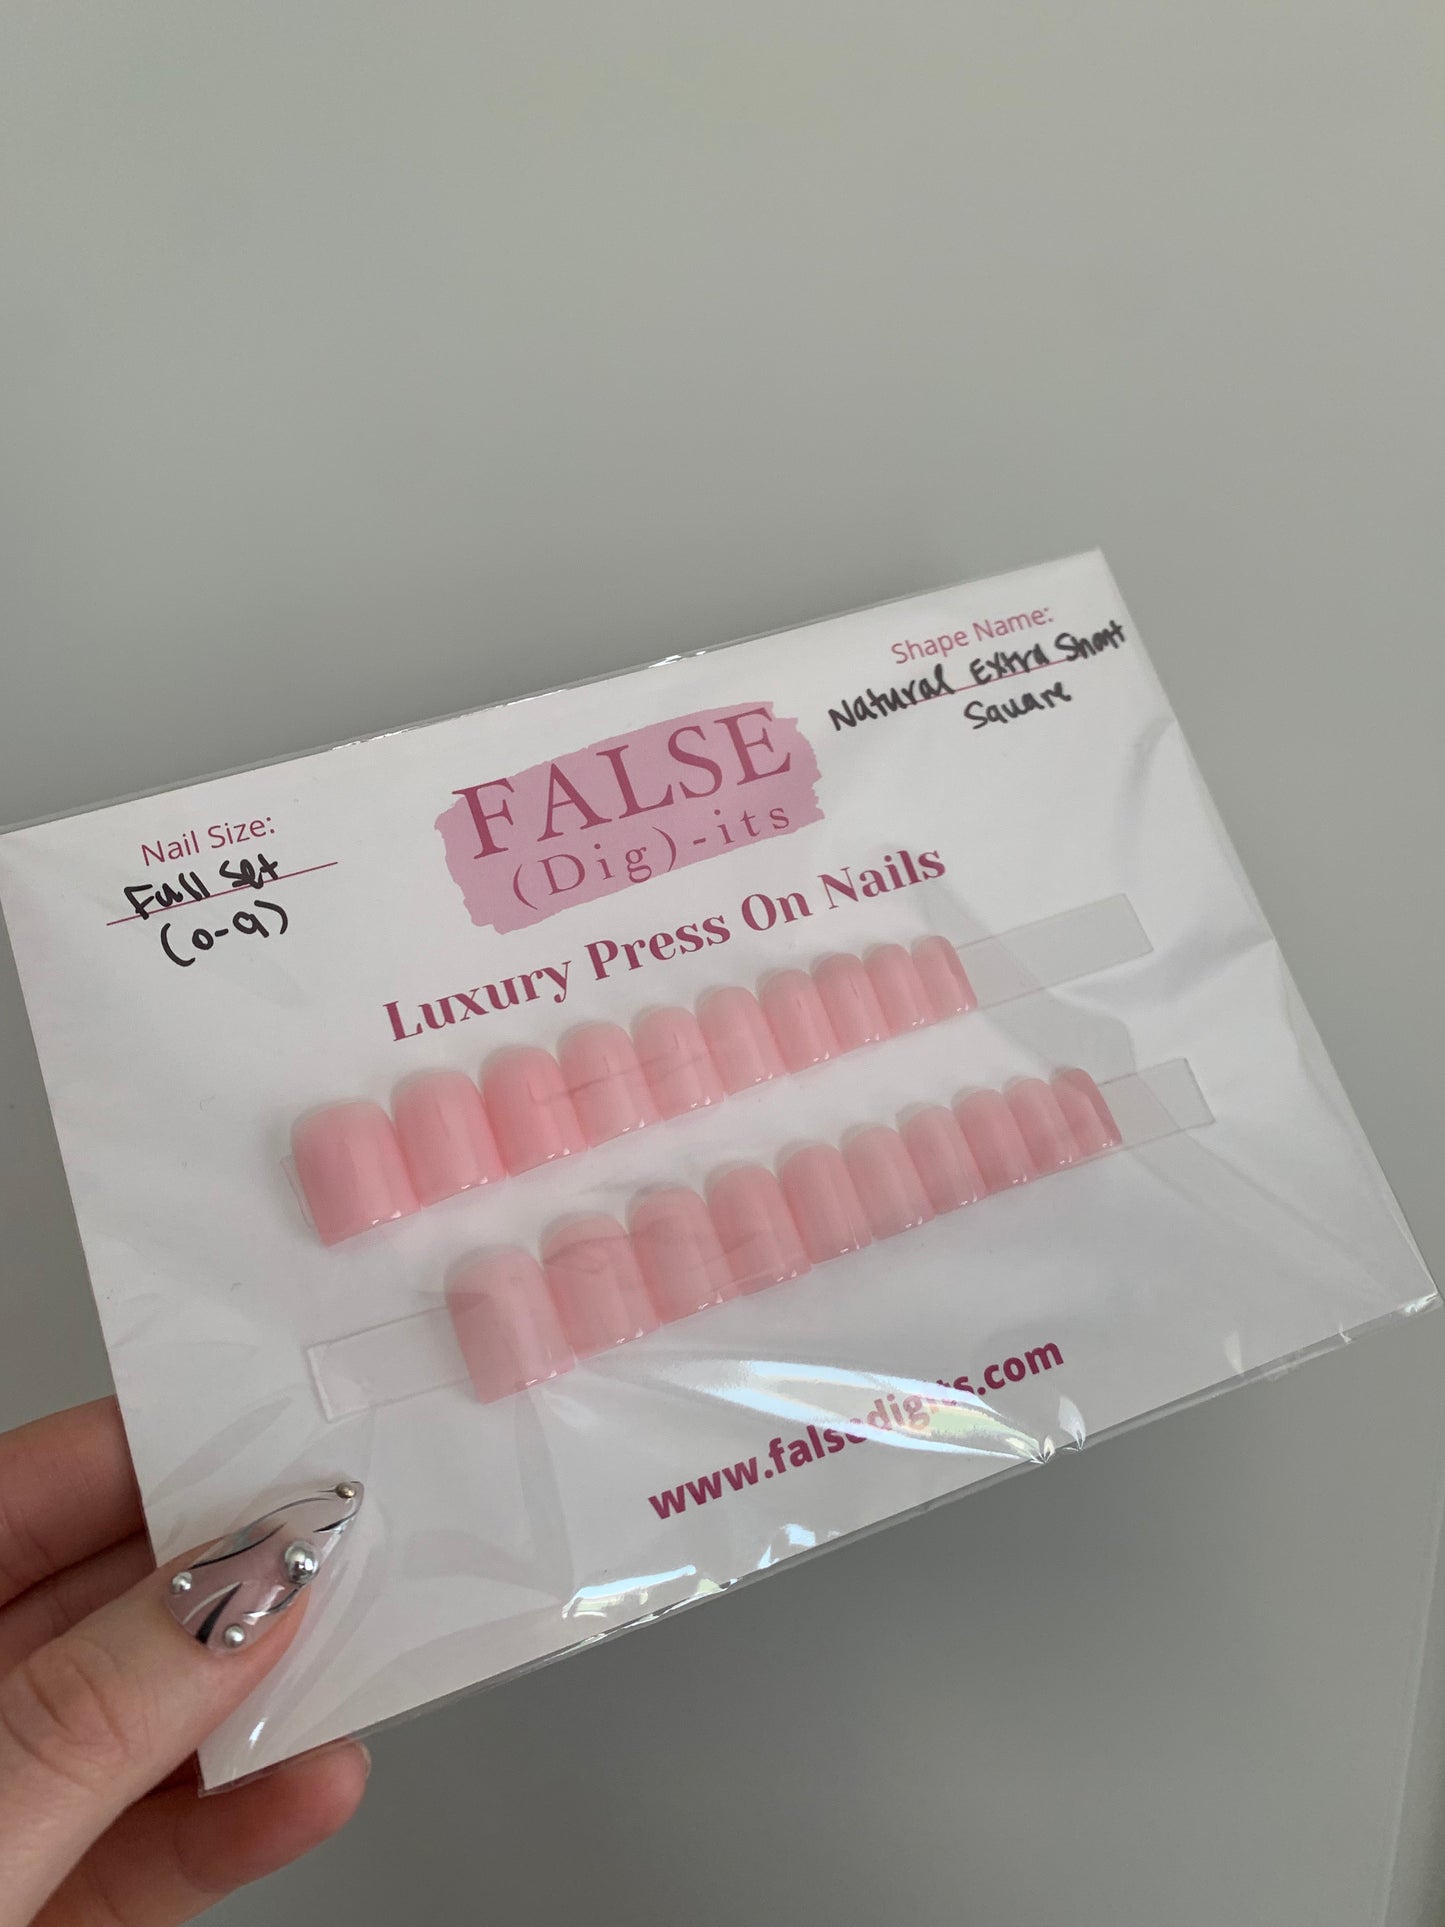 Shape Name:
Natural Extra Short
Square
Nail Size:
Full Set
(0-9)
FALSE
(Dig)-its
Luxury Press On Nails
www.falsedigits.com